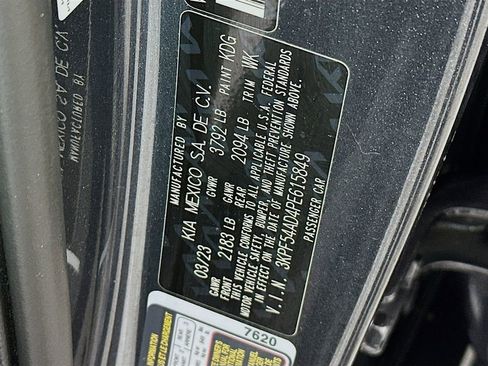 MANUFACTURED BY
KIA MEXICO S.A. DE C.V.
03/23 GVWR 3792 LB PAINT KDG
GAWR FRONT 2183 LB GAWR REAR 2094 LB TRIM WK
THIS VEHICLE CONFORMS TO ALL APPLICABLE U.S.A. FEDERAL
MOTOR VEHICLE SAFETY, BUMPER, AND THEFT PREVENTION STANDARDS
IN EFFECT ON THE DATE OF MANUFACTURE SHOWN ABOVE.
V.I.N. 3KPF54AD4PE615849
PASSENGER CAR
7620